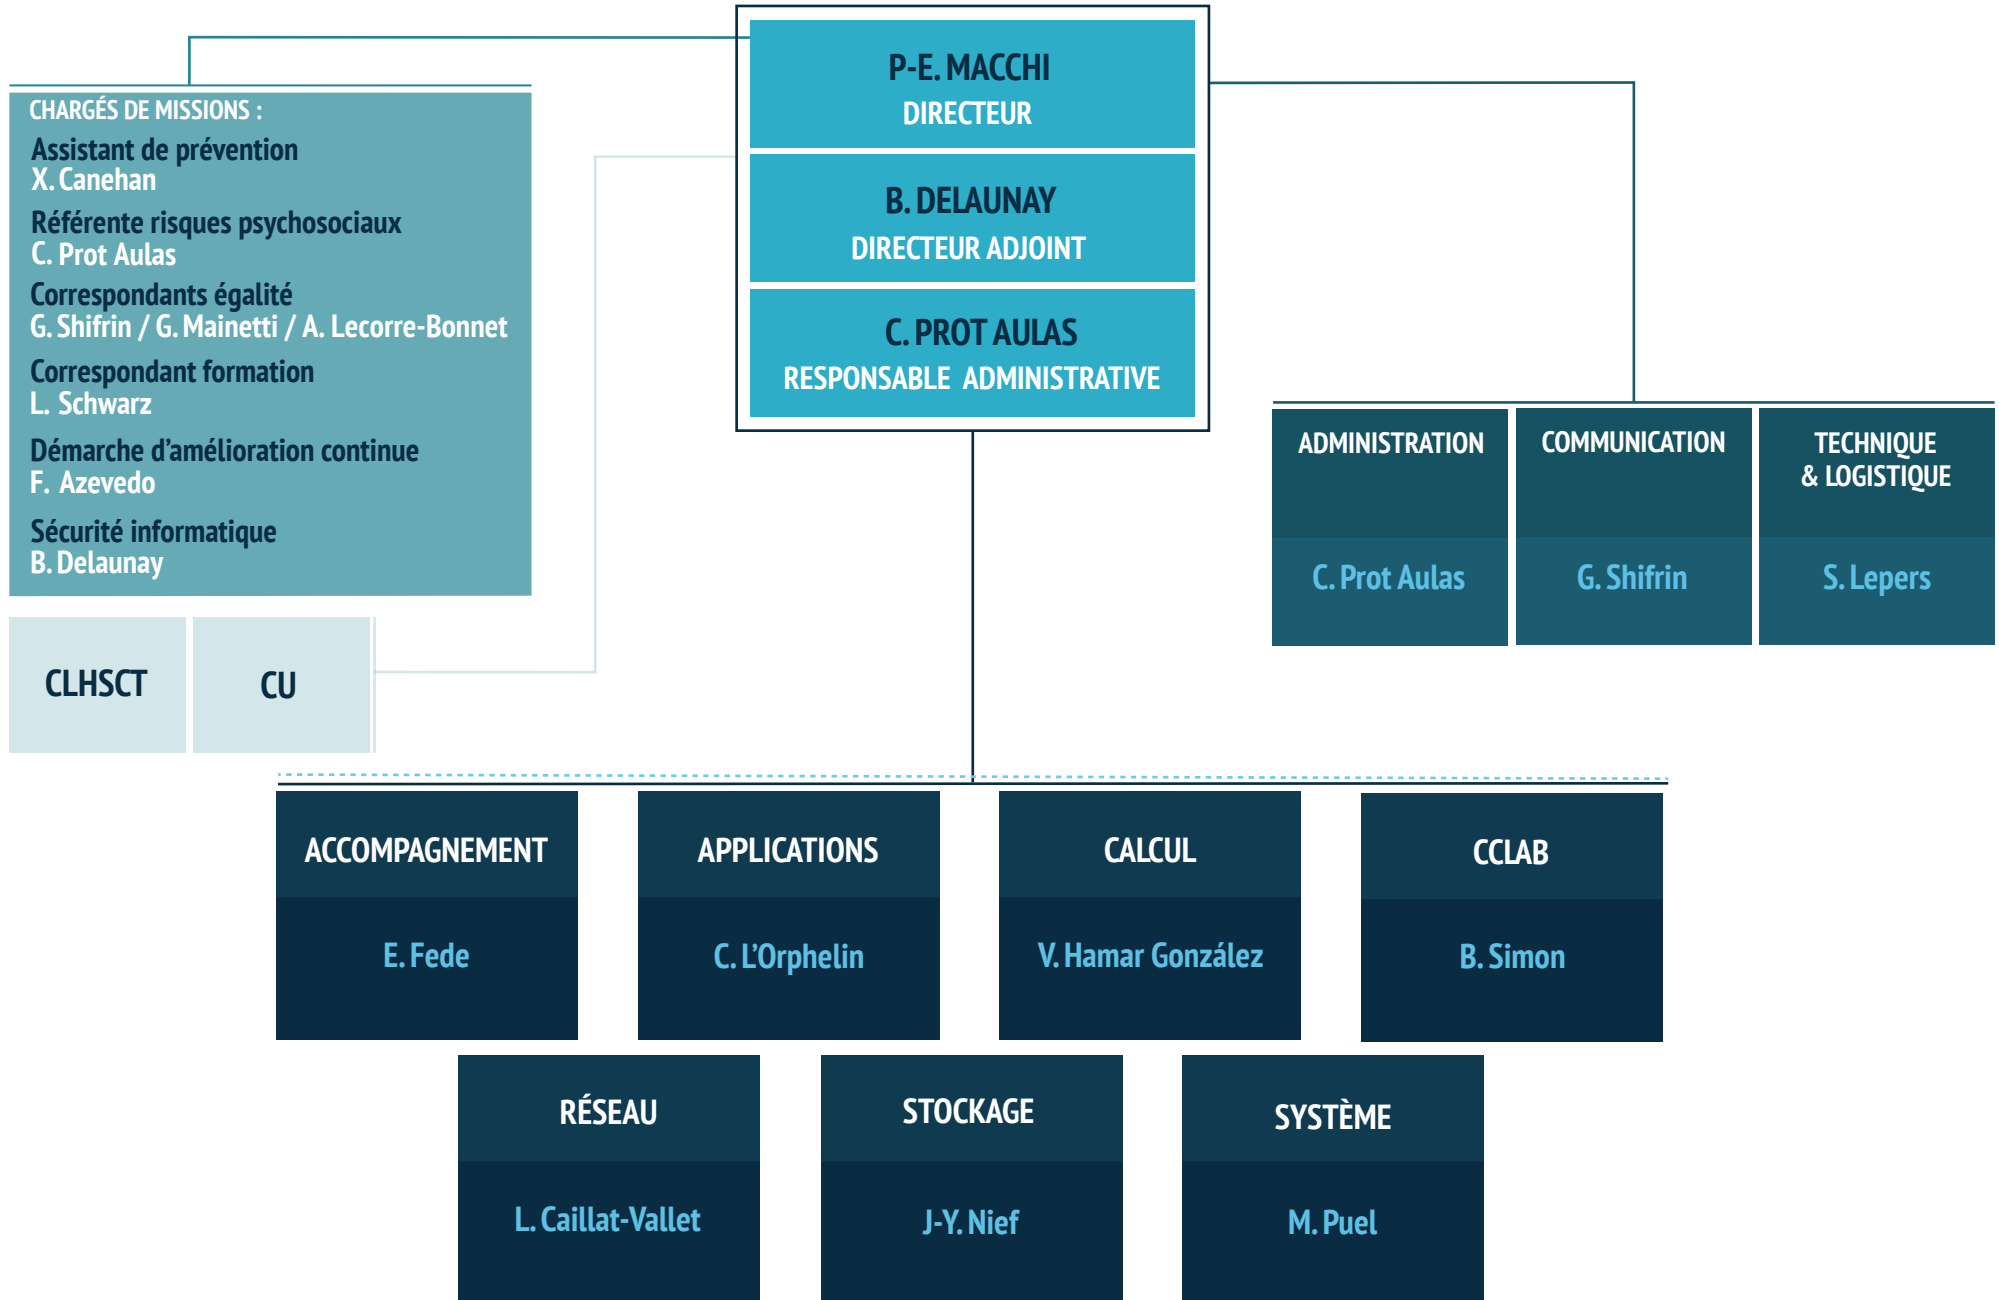 P-E. MACCHI
DIRECTEUR
B. DELAUNAY
DIRECTEUR ADJOINT
C. PROT AULAS
RESPONSABLE ADMINISTRATIVE
CHARGÉS DE MISSIONS :
Assistant de prévention
X. Canehan
Référente risques psychosociaux
C. Prot Aulas
Correspondants égalité
G. Shifrin / G. Mainetti / A. Lecorre-Bonnet
Correspondant formation
L. Schwarz
Démarche d’amélioration continue
F. Azevedo
Sécurité informatique
B. Delaunay
CLHSCT
CU
ADMINISTRATION
C. Prot Aulas
COMMUNICATION
G. Shifrin
TECHNIQUE
& LOGISTIQUE
S. Lepers
ACCOMPAGNEMENT
E. Fede
APPLICATIONS
C. L’Orphelin
CALCUL
V. Hamar González
CCLAB
B. Simon
RÉSEAU
L. Caillat-Vallet
STOCKAGE
J-Y. Nief
SYSTÈME
M. Puel